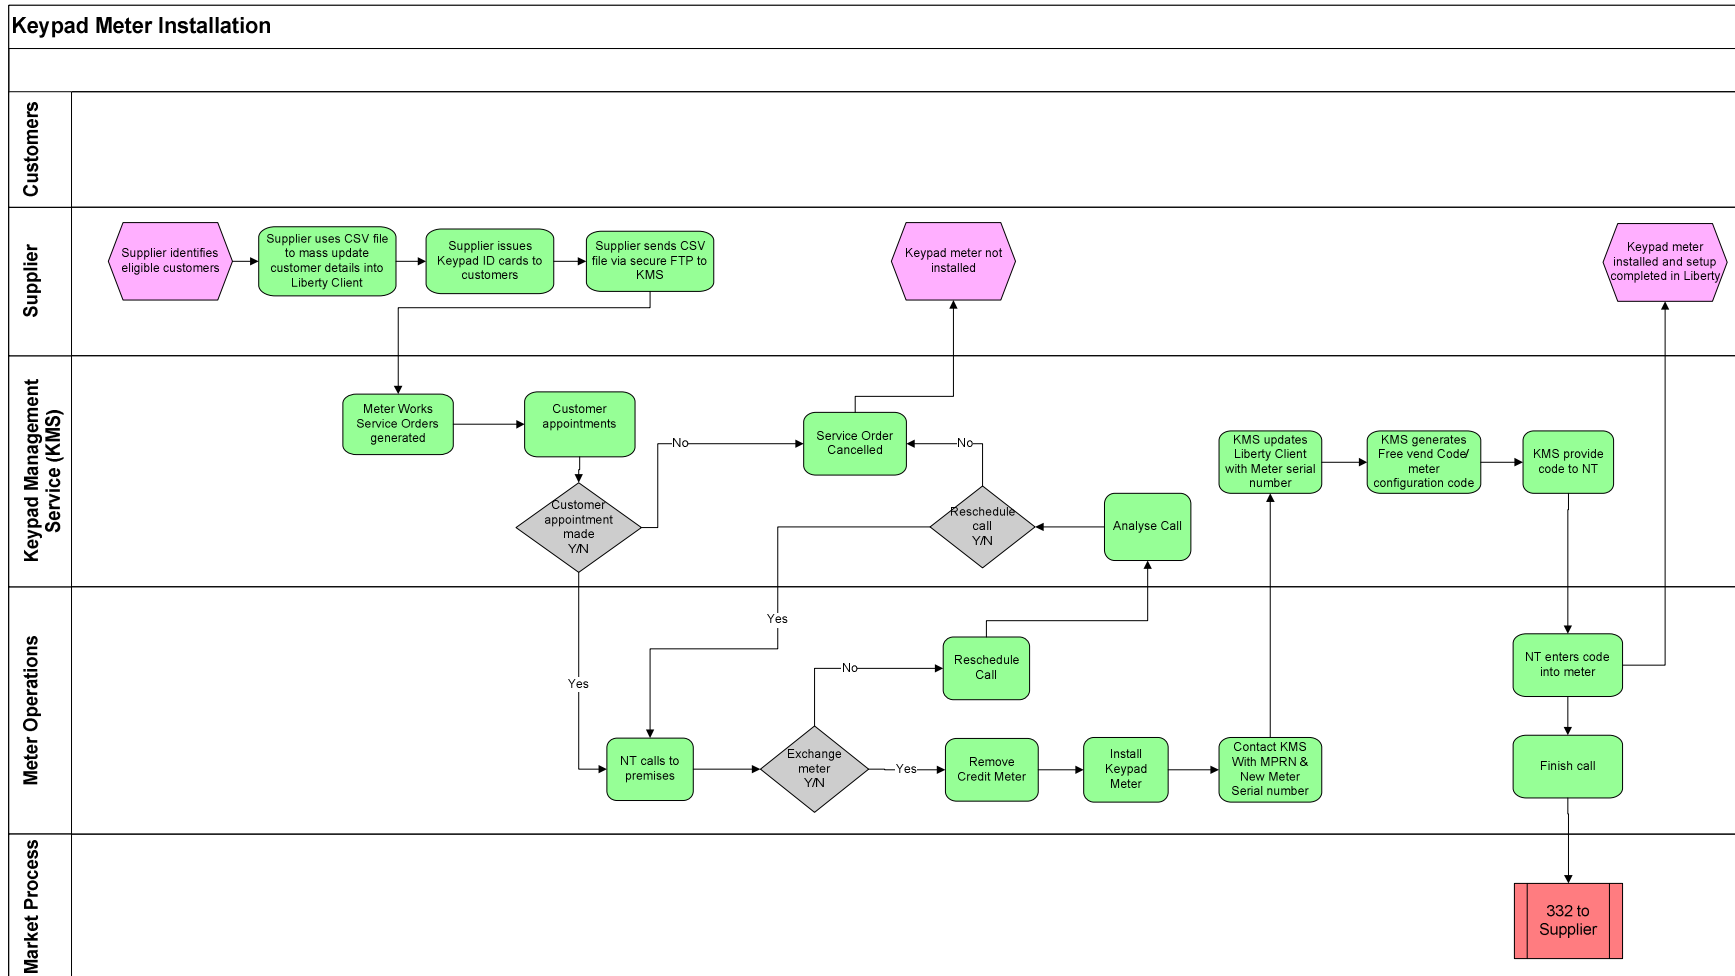 Keypad Meter Installation
Customers
Supplier
Supplier identifies
eligible customers
Supplier uses CSV file
to mass update
customer details into
Liberty Client
Supplier issues
Keypad ID cards to
customers
Supplier sends CSV
file via secure FTP to
KMS
Keypad meter not
installed
Keypad meter
installed and setup
completed in Liberty
Keypad Management
Service (KMS)
Meter Works
Service Orders
generated
Customer
appointments
Customer
appointment
made
Y/N
No
Service Order
Cancelled
No
Reschedule
call
Y/N
Analyse Call
KMS updates
Liberty Client
with Meter serial
number
KMS generates
Free vend Code/
meter
configuration code
KMS provide
code to NT
Meter Operations
Yes
Yes
NT calls to
premises
Exchange
meter
Y/N
No
Reschedule
Call
Yes
Remove
Credit Meter
Install
Keypad
Meter
Contact KMS
With MPRN &
New Meter
Serial number
NT enters code
into meter
Finish call
Market Process
332 to
Supplier